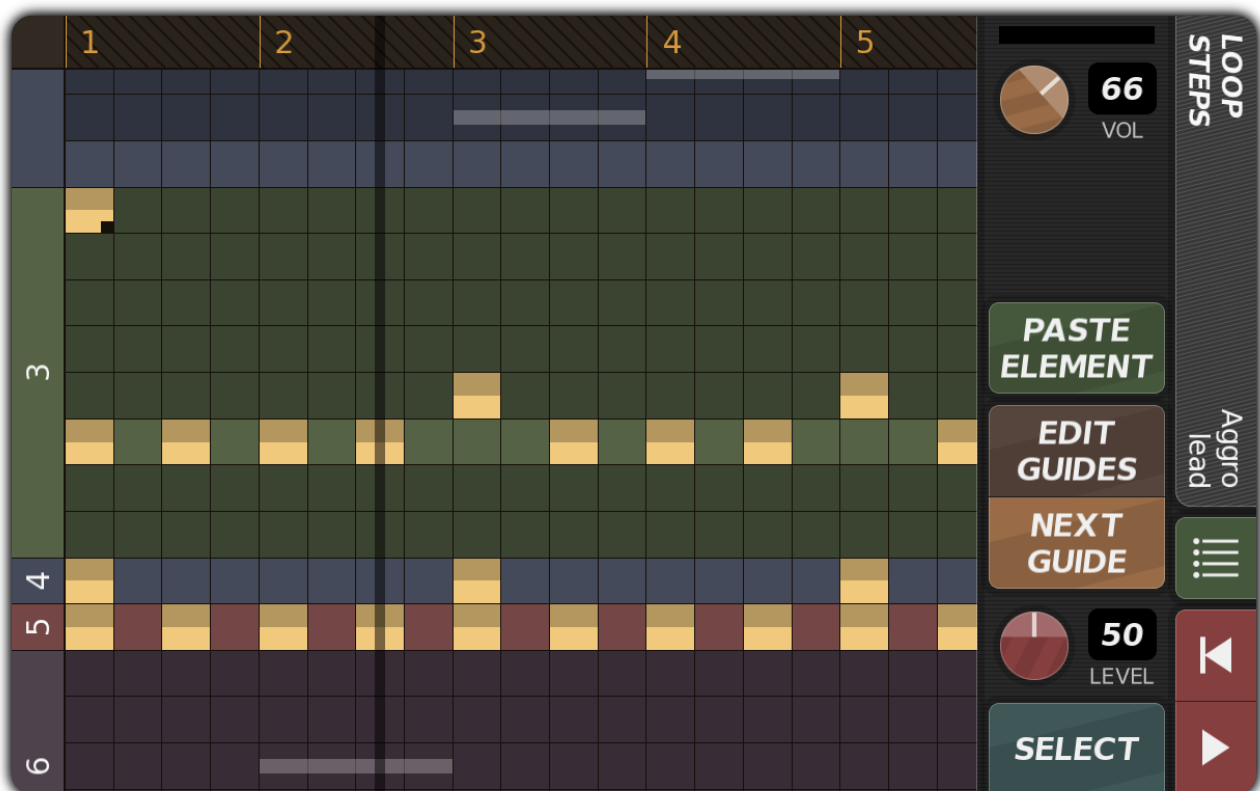 1 2 3 4 5
3
4
5
6
66
VOL
PASTE
ELEMENT
EDIT
GUIDES
NEXT
GUIDE
50
LEVEL
SELECT
LOOP
STEPS
Aggro
lead